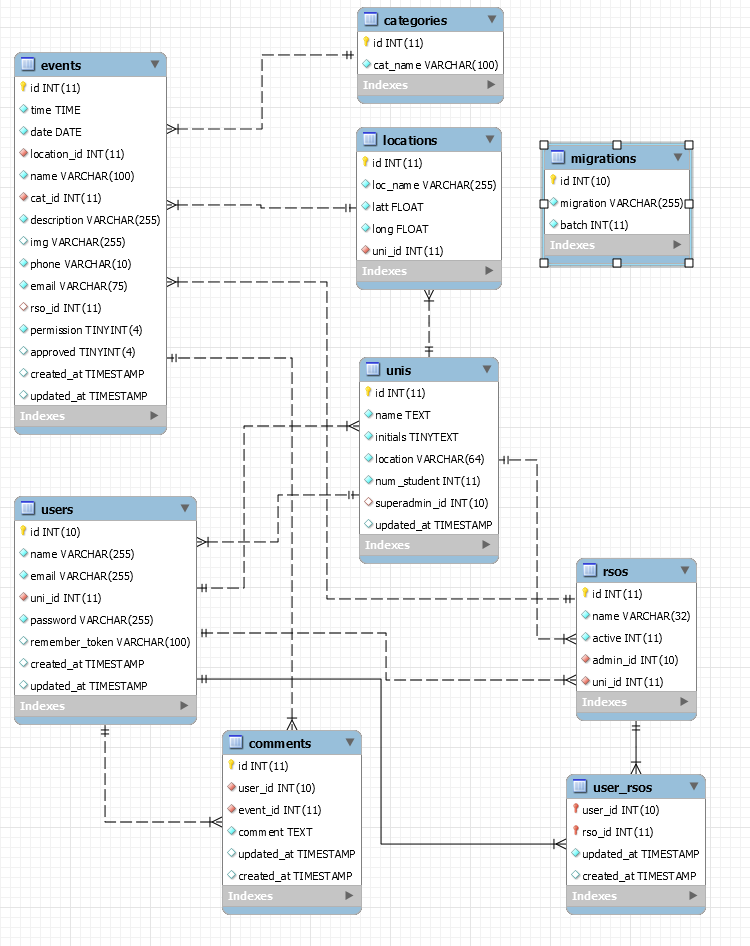 categories
id INT(11)
cat_name VARCHAR(100)
Indexes
events
id INT(11)
time TIME
date DATE
location_id INT(11)
name VARCHAR(100)
cat_id INT(11)
description VARCHAR(255)
img VARCHAR(255)
phone VARCHAR(10)
email VARCHAR(75)
rso_id INT(11)
permission TINYINT(4)
approved TINYINT(4)
created_at TIMESTAMP
updated_at TIMESTAMP
Indexes
locations
id INT(11)
loc_name VARCHAR(255)
latt FLOAT
long FLOAT
uni_id INT(11)
Indexes
migrations
id INT(10)
migration VARCHAR(255)
batch INT(11)
Indexes
unis
id INT(11)
name TEXT
initials TINYTEXT
location VARCHAR(64)
num_student INT(11)
superadmin_id INT(10)
updated_at TIMESTAMP
Indexes
users
id INT(10)
name VARCHAR(255)
email VARCHAR(255)
uni_id INT(11)
password VARCHAR(255)
remember_token VARCHAR(100)
created_at TIMESTAMP
updated_at TIMESTAMP
Indexes
rsos
id INT(11)
name VARCHAR(32)
active INT(11)
admin_id INT(10)
uni_id INT(11)
Indexes
comments
id INT(11)
user_id INT(10)
event_id INT(11)
comment TEXT
updated_at TIMESTAMP
created_at TIMESTAMP
Indexes
user_rsos
user_id INT(10)
rso_id INT(11)
updated_at TIMESTAMP
created_at TIMESTAMP
Indexes